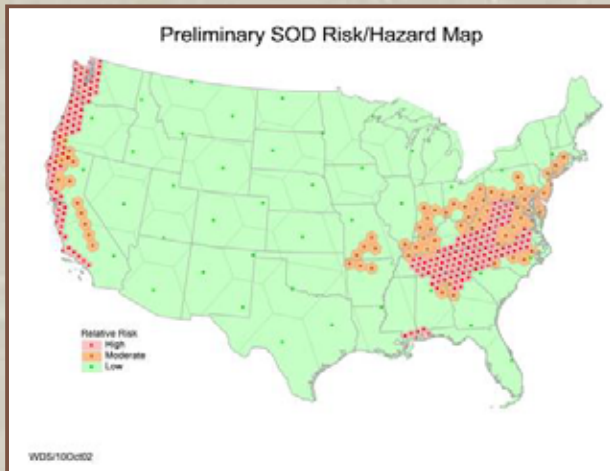 Preliminary SOD Risk/Hazard Map
Relative Risk
High
Moderate
Low
WDS/10Oct02